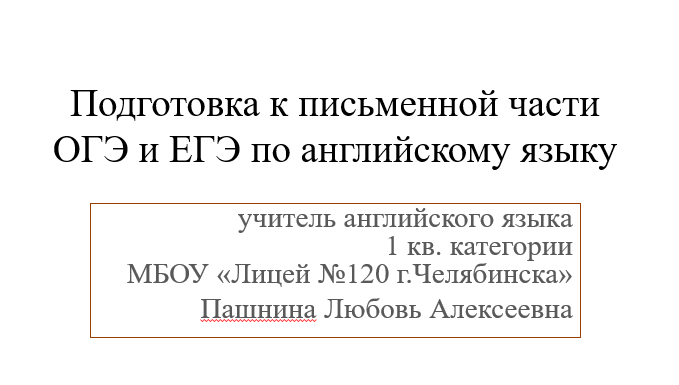 Подготовка к письменной части
ОГЭ и ЕГЭ по английскому языку
учитель английского языка
1 кв. категории
МБОУ «Лицей №120 г.Челябинска»
Пашнина Любовь Алексеевна